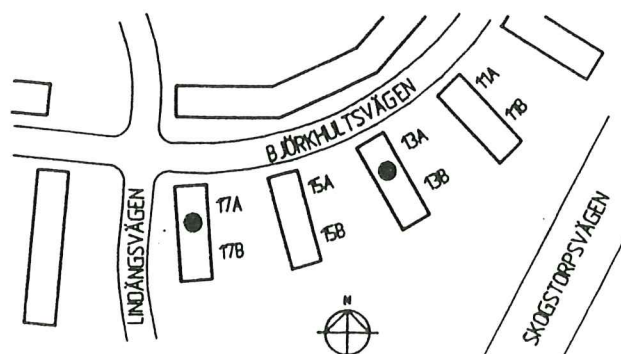 BJÖRKHULTSVÄGEN
11A
11B
13A
13B
15A
15B
17A
17B
LINDÄNGSVÄGEN
SKOGSTORPSVÄGEN
N